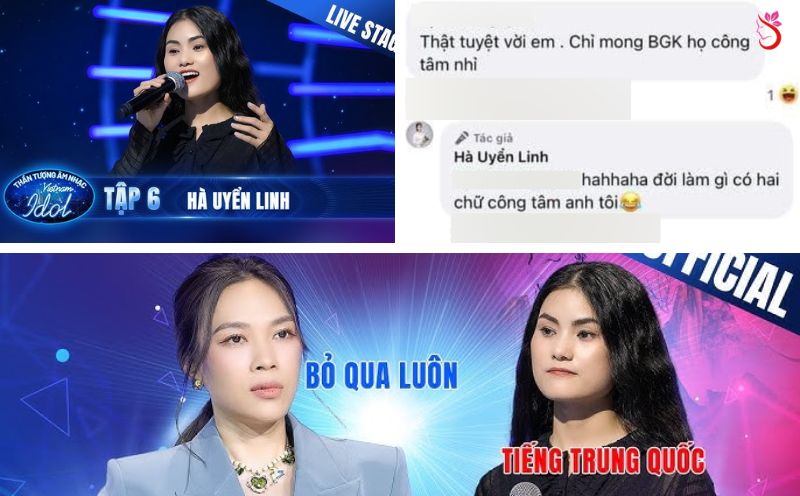 LIVE STAG
THẦN TƯỢNG ÂM NHẠC
Vietnam
Idol
TẬP 6
HÀ UYỂN LINH
Thật tuyệt vời em . Chỉ mong BGK họ công
tâm nhỉ
1
Tác giả
Hà Uyển Linh
hahhaha đời làm gì có hai
chữ công tâm anh tôi😂
OFFICIAL
BỎ QUA LUÔN
TIẾNG TRUNG QUỐC